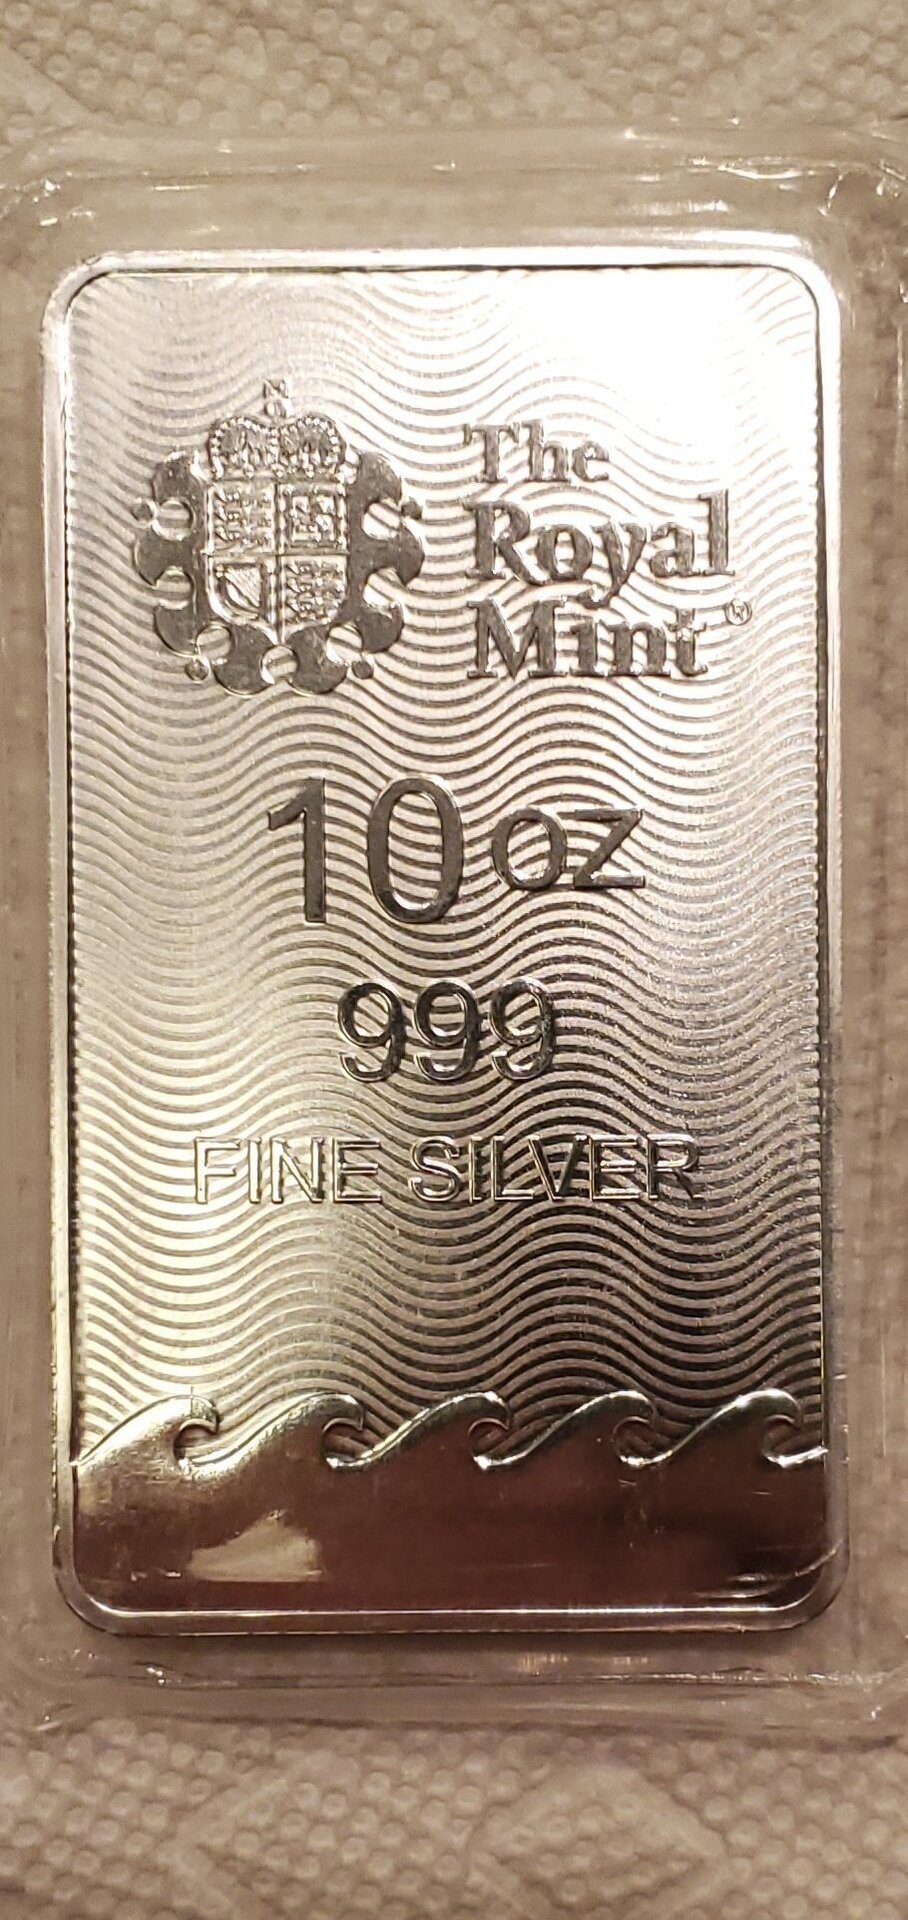 The
Royal
Mint®
10 oz
999
FINE SILVER